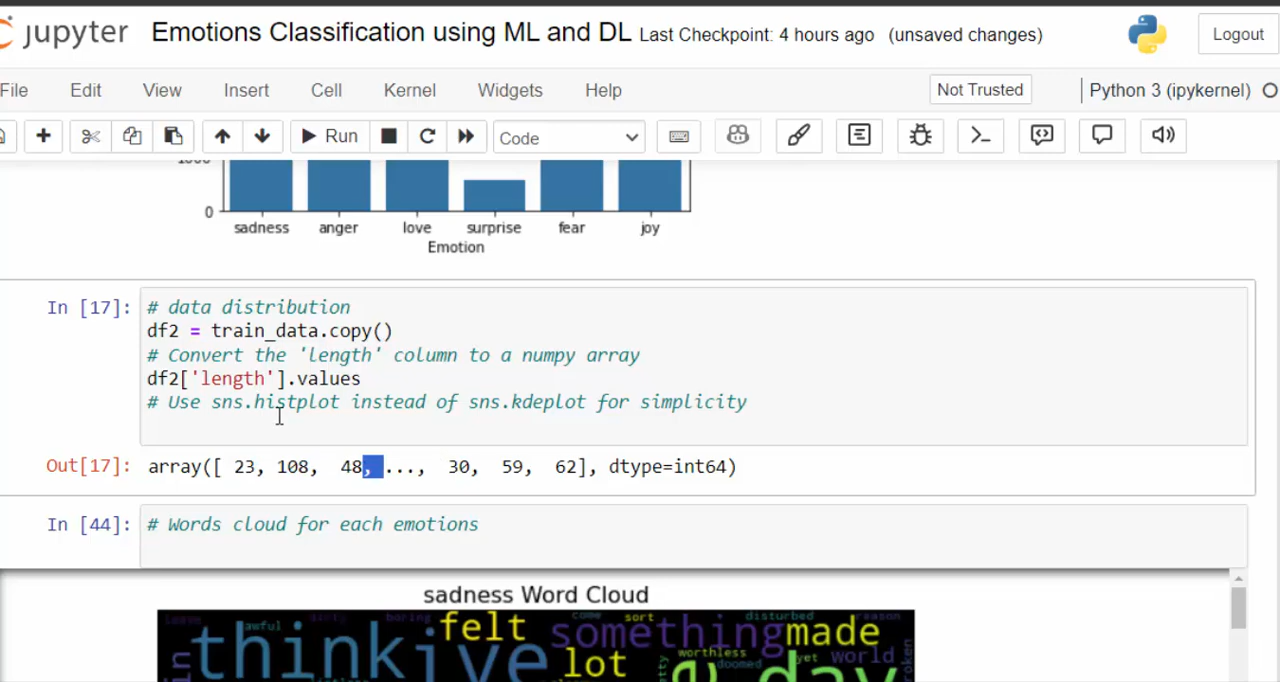 jupyter Emotions Classification using ML and DL Last Checkpoint: 4 hours ago (unsaved changes) Logout
File Edit View Insert Cell Kernel Widgets Help Not Trusted Python 3 (ipykernel)
Run Code
0
sadness anger love surprise fear joy
Emotion
In [17]: # data distribution
df2 = train_data.copy()
# Convert the 'length' column to a numpy array
df2['length'].values
# Use sns.histplot instead of sns.kdeplot for simplicity
Out[17]: array([ 23, 108, 48, ..., 30, 59, 62], dtype=int64)
In [44]: # Words cloud for each emotions
sadness Word Cloud
awful boring felt come sort disturbed reason
think ive something made
lot worthless doomed yet world
day